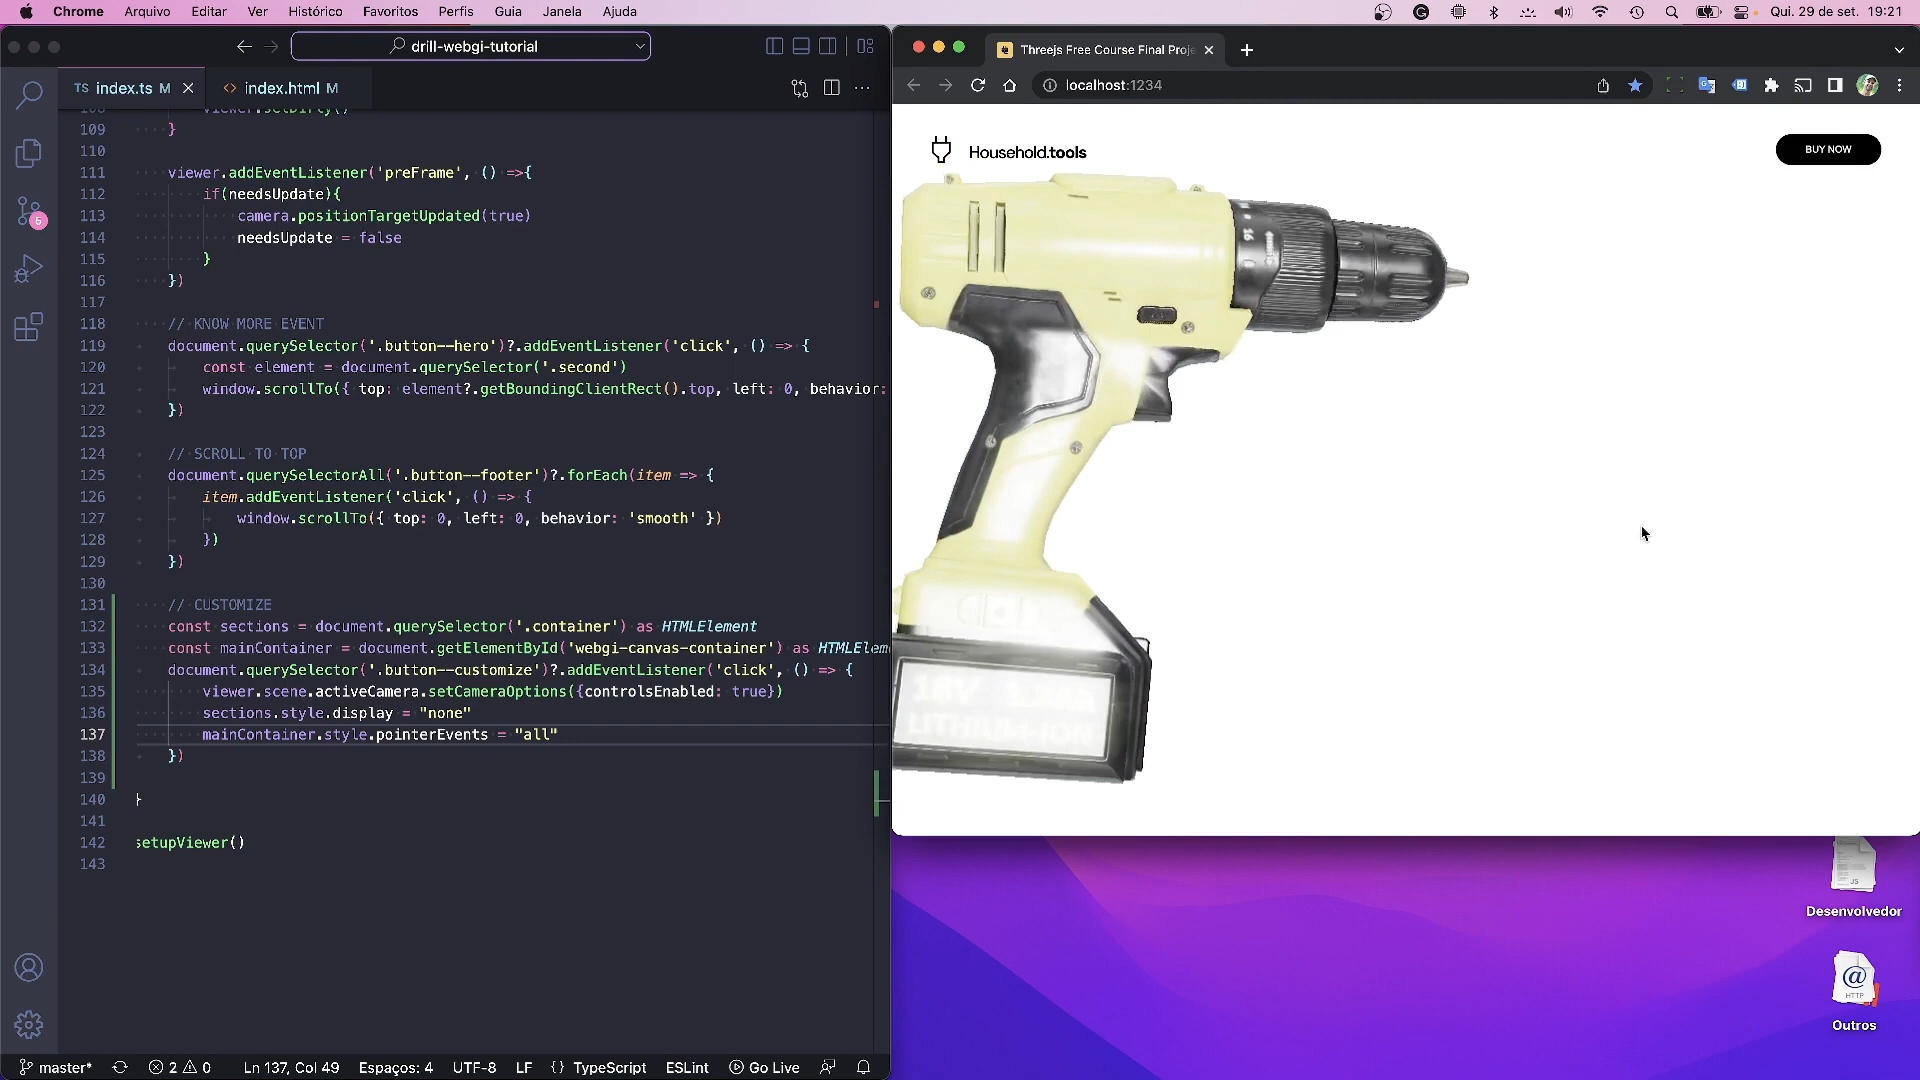 Chrome Arquivo Editar Ver Histórico Favoritos Perfis Guia Janela Ajuda
Qui. 29 de set. 19:21
drill-webgi-tutorial
TS index.ts M
<> index.html M
109 }
110
111 viewer.addEventListener('preFrame', () =>{
112 if(needsUpdate){
113 camera.positionTargetUpdated(true)
114 needsUpdate = false
115 }
116 })
117
118 // KNOW MORE EVENT
119 document.querySelector('.button--hero')?.addEventListener('click', () => {
120 const element = document.querySelector('.second')
121 window.scrollTo({ top: element?.getBoundingClientRect().top, left: 0, behavior:
122 })
123
124 // SCROLL TO TOP
125 document.querySelectorAll('.button--footer')?.forEach(item => {
126 item.addEventListener('click', () => {
127 window.scrollTo({ top: 0, left: 0, behavior: 'smooth' })
128 })
129 })
130
131 // CUSTOMIZE
132 const sections = document.querySelector('.container') as HTMLElement
133 const mainContainer = document.getElementById('webgi-canvas-container') as HTMLElem
134 document.querySelector('.button--customize')?.addEventListener('click', () => {
135 viewer.scene.activeCamera.setCameraOptions({controlsEnabled: true})
136 sections.style.display = "none"
137 mainContainer.style.pointerEvents = "all"
138 })
139
140 }
141
142 setupViewer()
143
5
master* 2 0 Ln 137, Col 49 Espaços: 4 UTF-8 LF {} TypeScript ESLint Go Live
Threejs Free Course Final Proje
localhost:1234
Household.tools
BUY NOW
16
LITHIUM-ION
JS
Desenvolvedor
@
HTTP
Outros